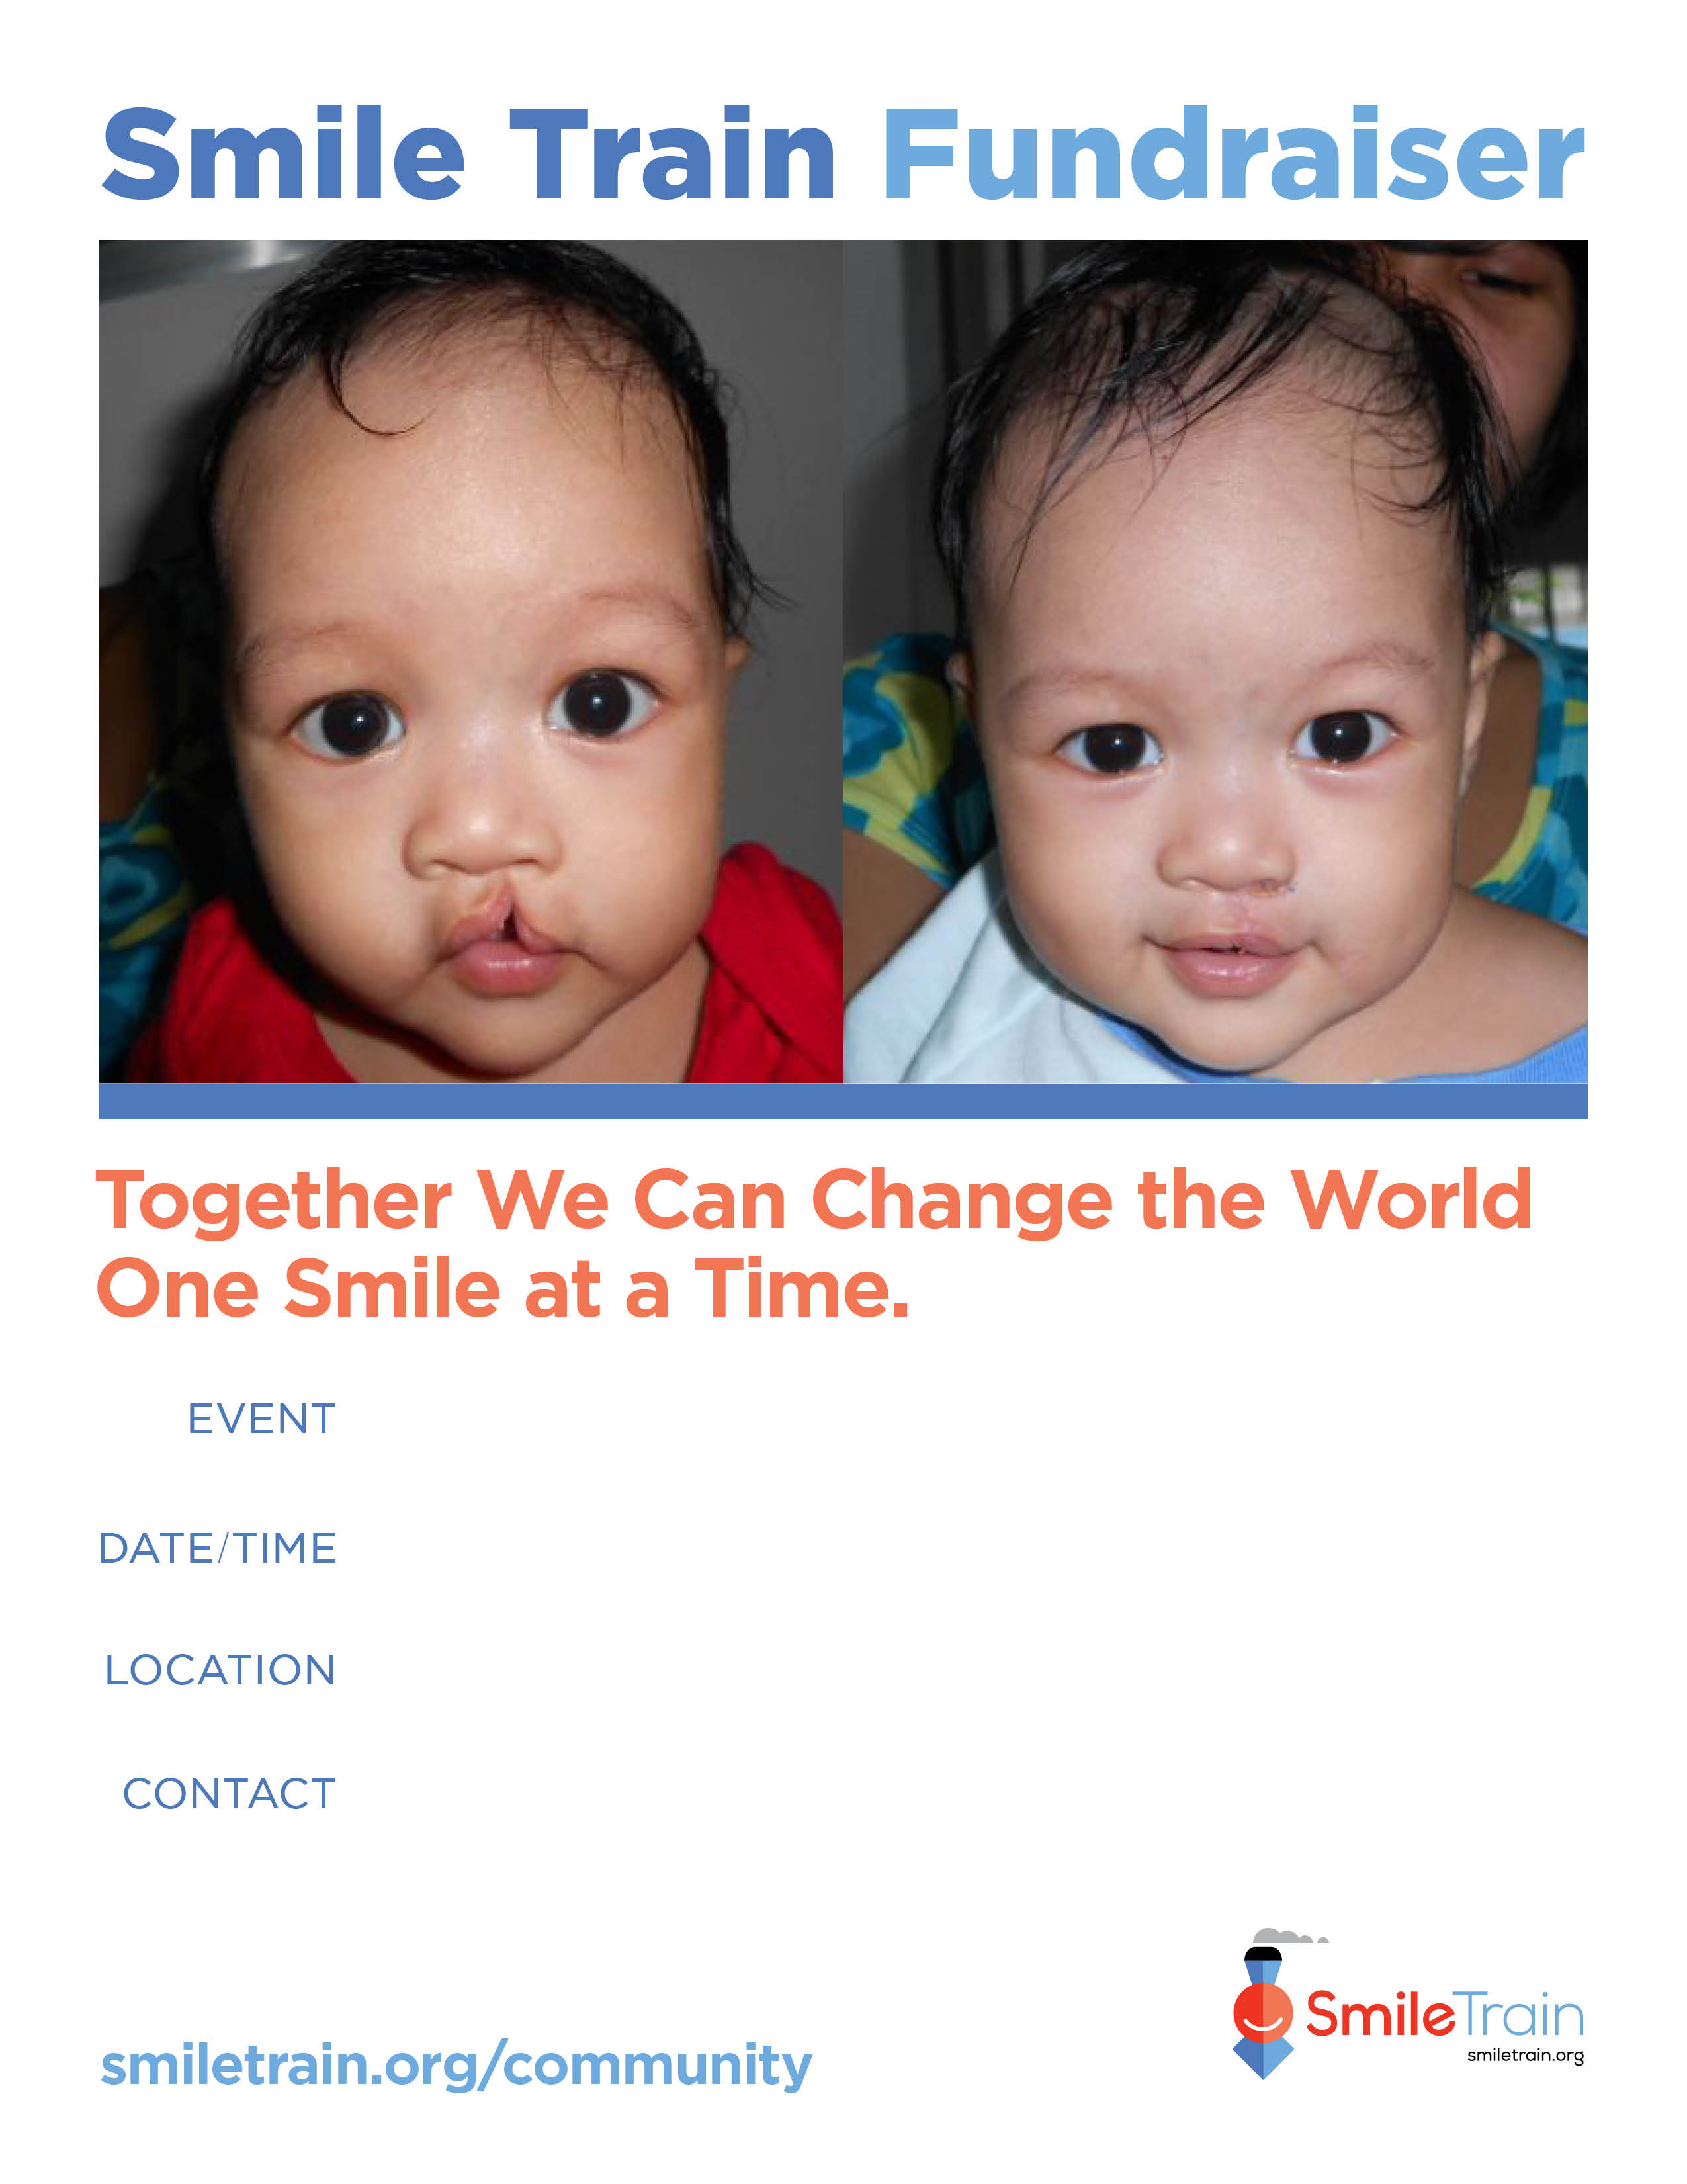 Smile Train Fundraiser
Together We Can Change the World
One Smile at a Time.
EVENT
DATE/TIME
LOCATION
CONTACT
smiletrain.org/community
SmileTrain
smiletrain.org